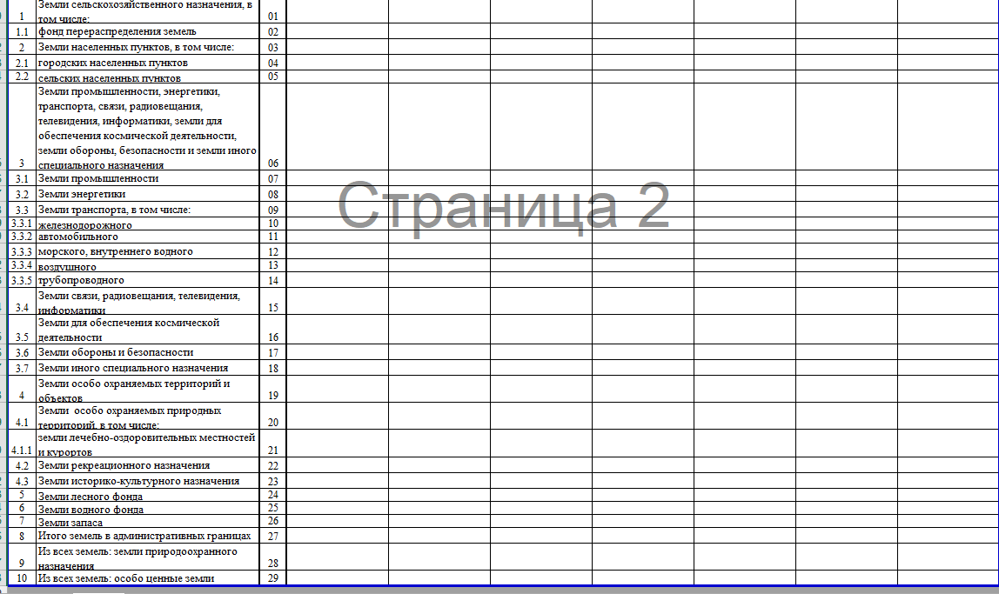 Земли сельскохозяйственного назначения, в
1 том числе: 01
1.1 фонд перераспределения земель 02
2 Земли населенных пунктов, в том числе: 03
2.1 городских населенных пунктов 04
2.2 сельских населенных пунктов 05
Земли промышленности, энергетики,
транспорта, связи, радиовещания,
телевидения, информатики, земли для
обеспечения космической деятельности,
земли обороны, безопасности и земли иного
3 специального назначения 06
3.1 Земли промышленности 07
3.2 Земли энергетики 08
3.3 Земли транспорта, в том числе: 09
Страница 2
3.3.1 железнодорожного 10
3.3.2 автомобильного 11
3.3.3 морского, внутреннего водного 12
3.3.4 воздушного 13
3.3.5 трубопроводного 14
Земли связи, радиовещания, телевидения,
3.4 информатики 15
Земли для обеспечения космической
3.5 деятельности 16
3.6 Земли обороны и безопасности 17
3.7 Земли иного специального назначения 18
Земли особо охраняемых территорий и
4 объектов 19
Земли особо охраняемых природных
4.1 территорий, в том числе: 20
земли лечебно-оздоровительных местностей
4.1.1 и курортов 21
4.2 Земли рекреационного назначения 22
4.3 Земли историко-культурного назначения 23
5 Земли лесного фонда 24
6 Земли водного фонда 25
7 Земли запаса 26
8 Итого земель в административных границах 27
Из всех земель: земли природоохранного
9 назначения 28
10 Из всех земель: особо ценные земли 29